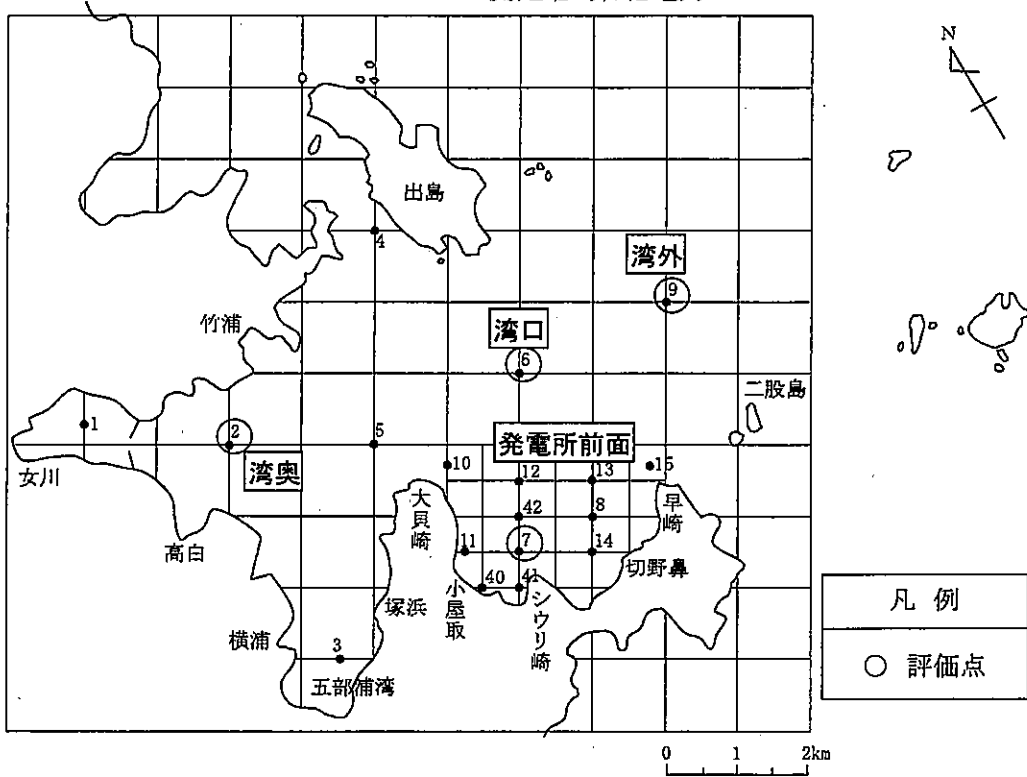 N
出島
4
湾外
9
竹浦
湾口
6
二股島
1
2
5
発電所前面
女川
湾奥
10
12
13
15
大貝崎
42
8
早崎
高白
11
7
14
切野鼻
40
41
小屋取
シウリ崎
塚浜
横浦
3
五部浦湾
凡例
○ 評価点
0 1 2km